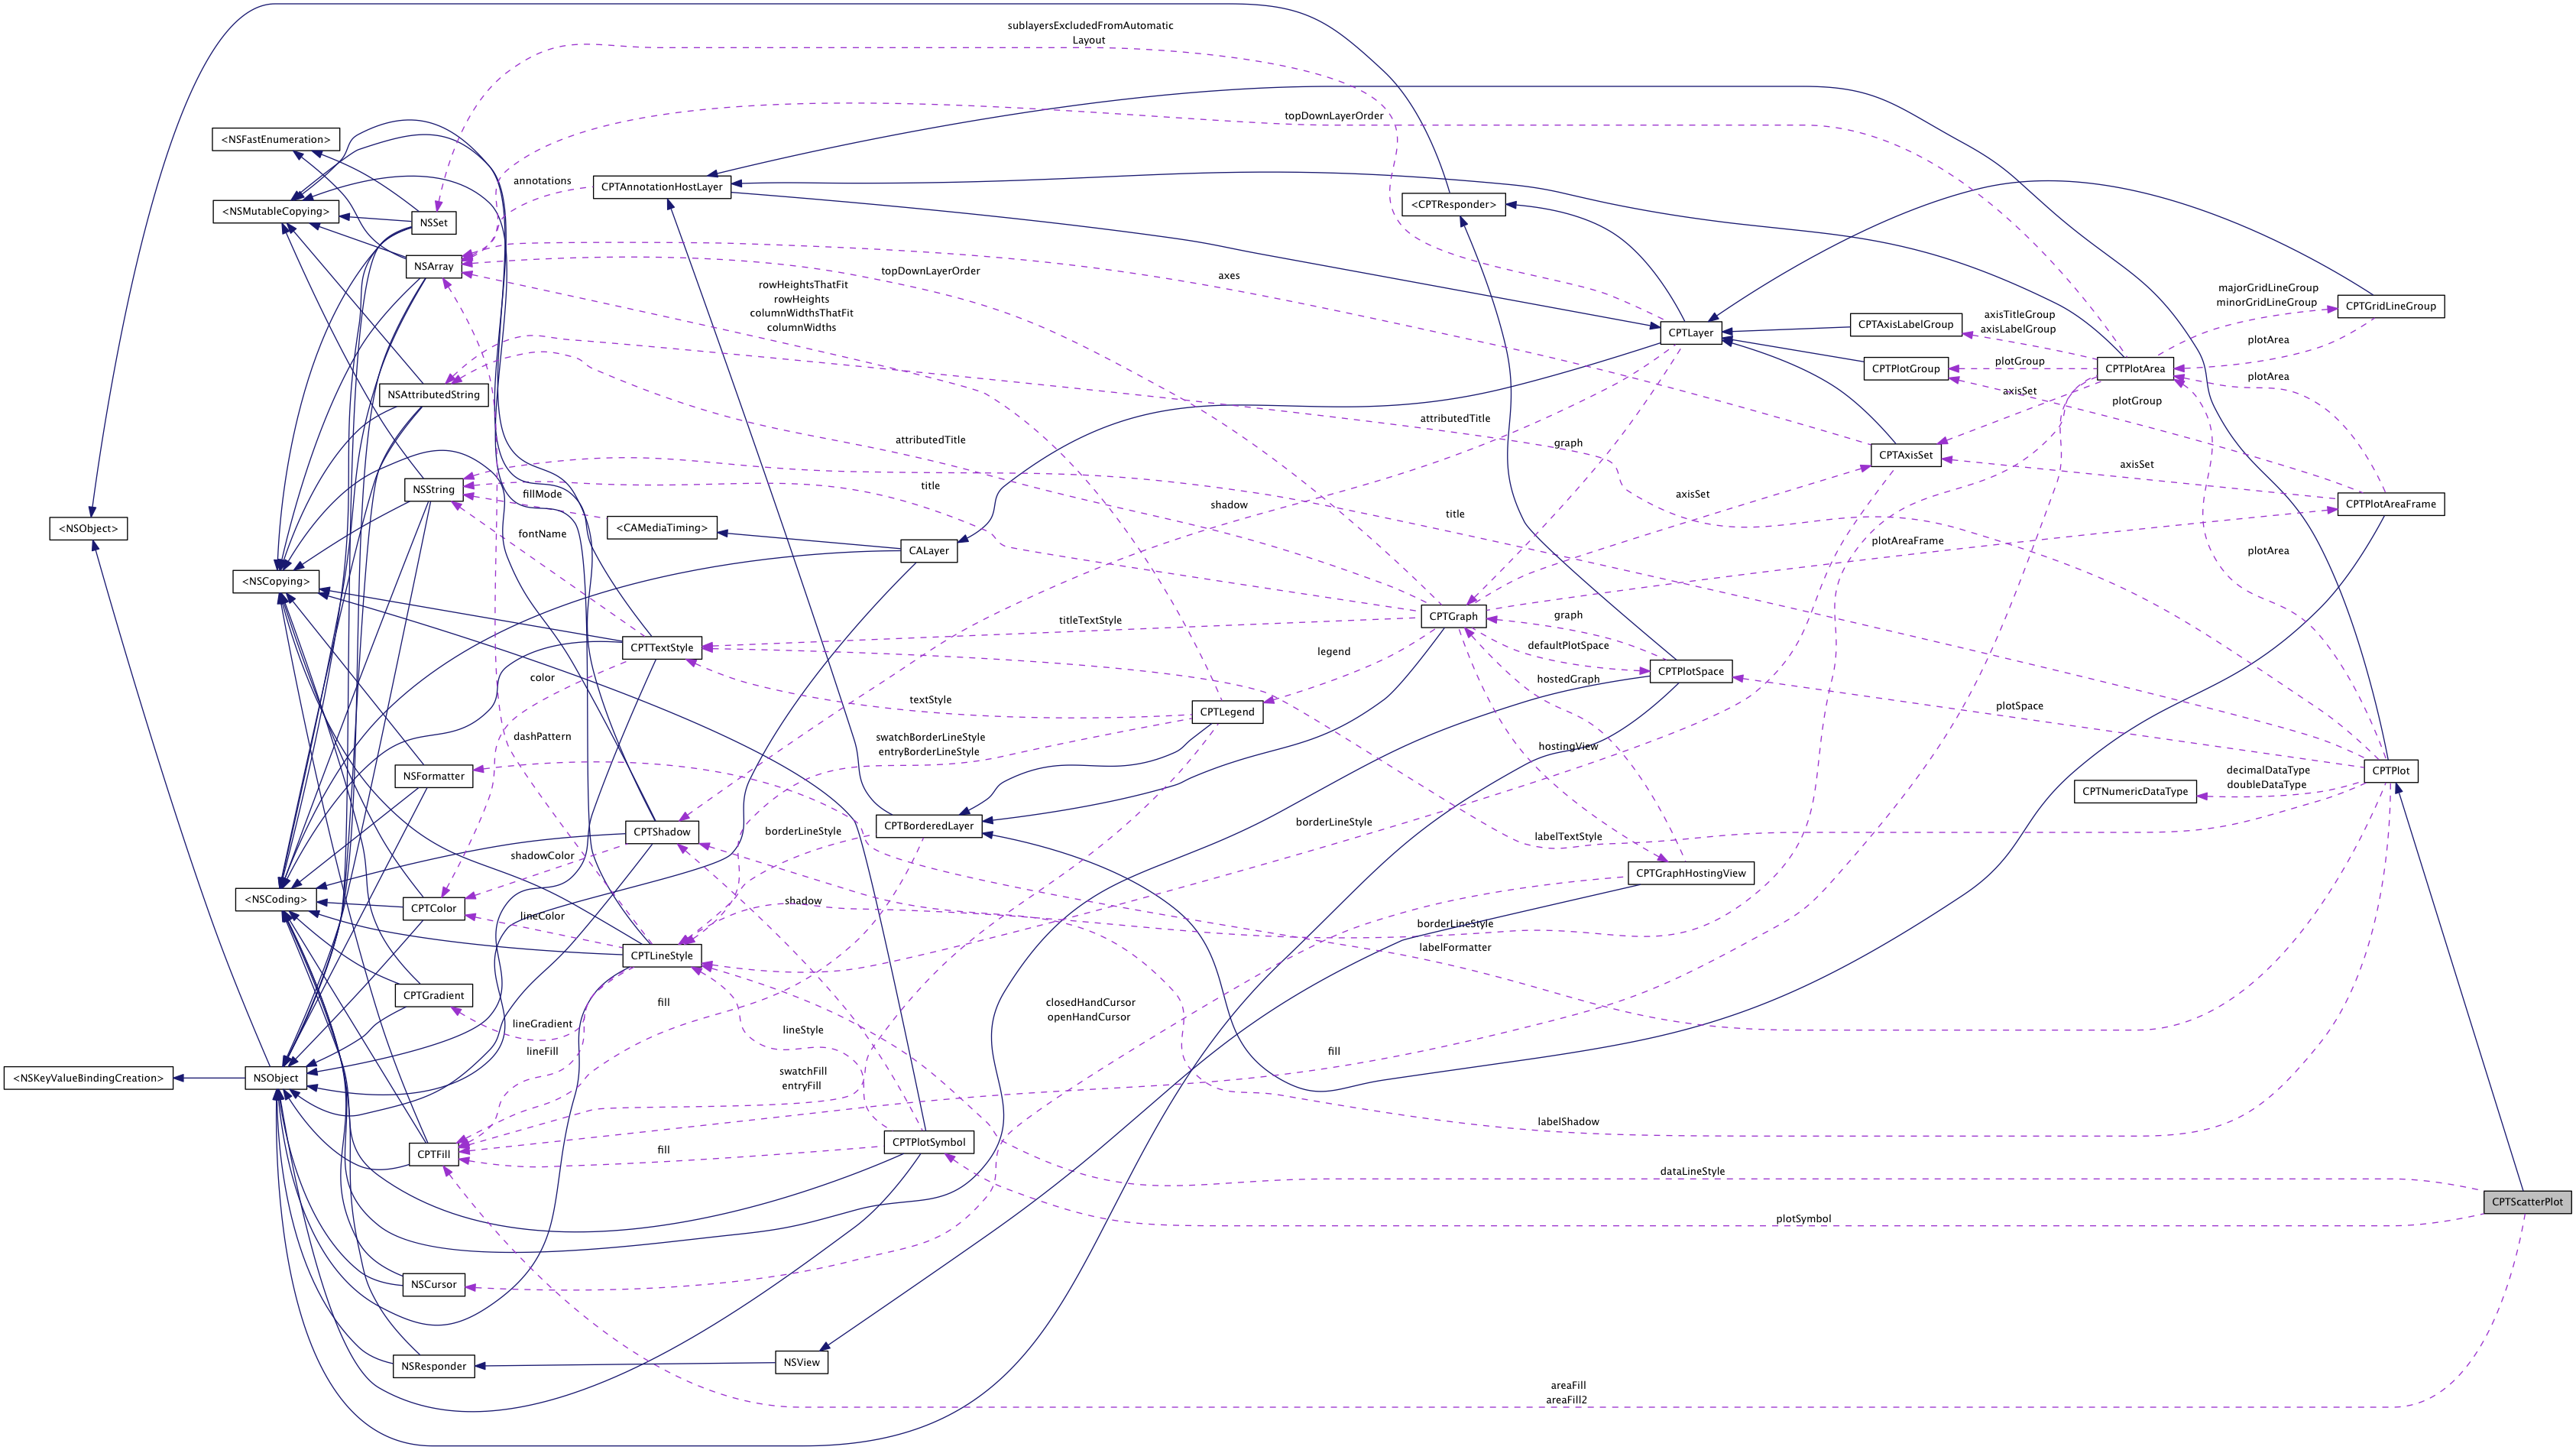 sublayersExcludedFromAutomatic
Layout
topDownLayerOrder
<NSFastEnumeration>
annotations
CPTAnnotationHostLayer
<NSMutableCopying>
NSSet
<CPTResponder>
NSArray
topDownLayerOrder
axes
rowHeightsThatFit
rowHeights
columnWidthsThatFit
columnWidths
majorGridLineGroup
minorGridLineGroup
CPTGridLineGroup
axisTitleGroup
axisLabelGroup
CPTAxisLabelGroup
CPTLayer
plotArea
plotGroup
CPTPlotGroup
CPTPlotArea
plotArea
NSAttributedString
axisSet
plotGroup
attributedTitle
attributedTitle
graph
CPTAxisSet
axisSet
title
NSString
fillMode
axisSet
shadow
title
CPTPlotAreaFrame
<NSObject>
<CAMediaTiming>
fontName
plotAreaFrame
CALayer
plotArea
<NSCopying>
CPTGraph
graph
titleTextStyle
CPTTextStyle
legend
defaultPlotSpace
CPTPlotSpace
color
hostedGraph
textStyle
CPTLegend
plotSpace
dashPattern
swatchBorderLineStyle
entryBorderLineStyle
hostingView
NSFormatter
CPTPlot
decimalDataType
doubleDataType
CPTNumericDataType
CPTShadow
borderLineStyle
CPTBorderedLayer
borderLineStyle
labelTextStyle
shadowColor
CPTGraphHostingView
<NSCoding>
CPTColor
lineColor
shadow
borderLineStyle
labelFormatter
CPTLineStyle
CPTGradient
fill
closedHandCursor
openHandCursor
lineGradient
lineStyle
lineFill
fill
<NSKeyValueBindingCreation>
NSObject
swatchFill
entryFill
labelShadow
CPTPlotSymbol
CPTFill
fill
dataLineStyle
CPTScatterPlot
plotSymbol
NSCursor
NSResponder
NSView
areaFill
areaFill2